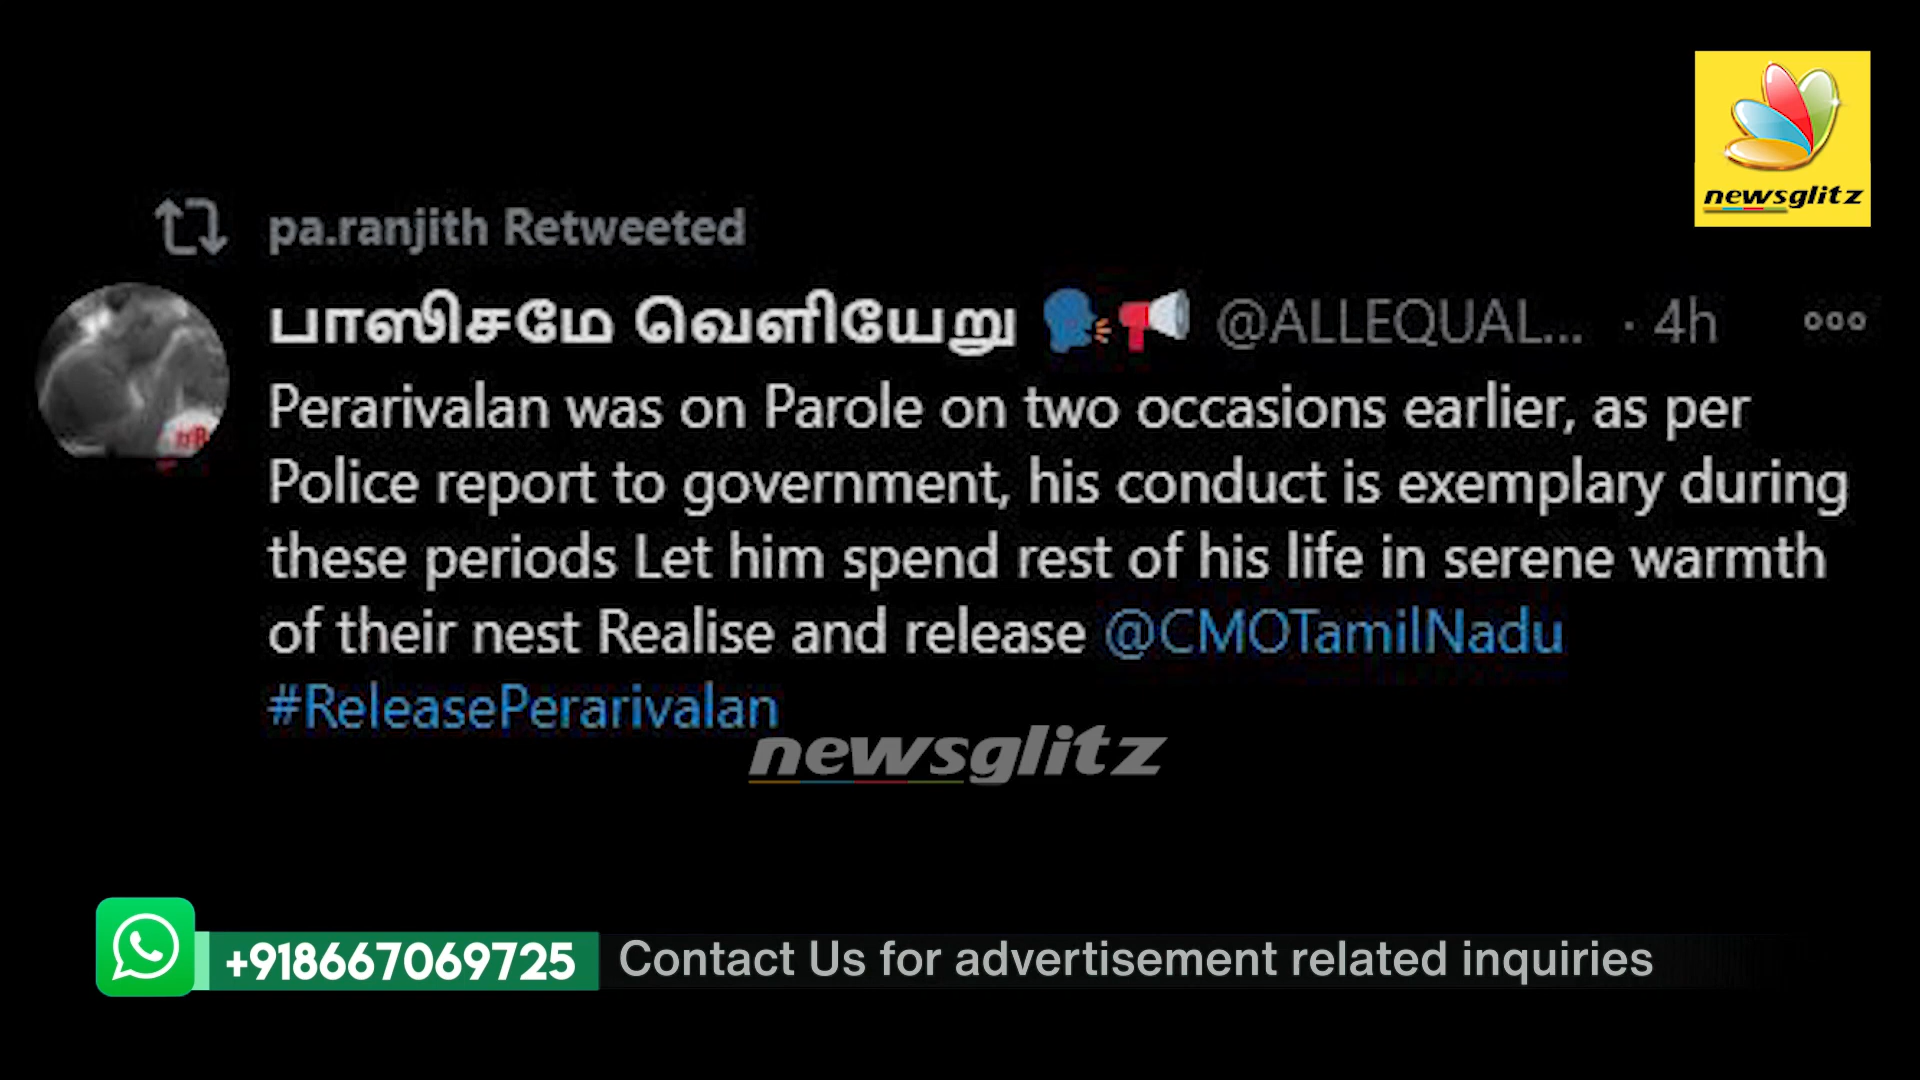 newsglitz
pa.ranjith Retweeted
பாஸிசமே வெளியேறு 🗣️📢 @ALLEQUAL... · 4h
Perarivalan was on Parole on two occasions earlier, as per
Police report to government, his conduct is exemplary during
these periods Let him spend rest of his life in serene warmth
of their nest Realise and release @CMOTamilNadu
#ReleasePerarivalan
newsglitz
+918667069725 Contact Us for advertisement related inquiries